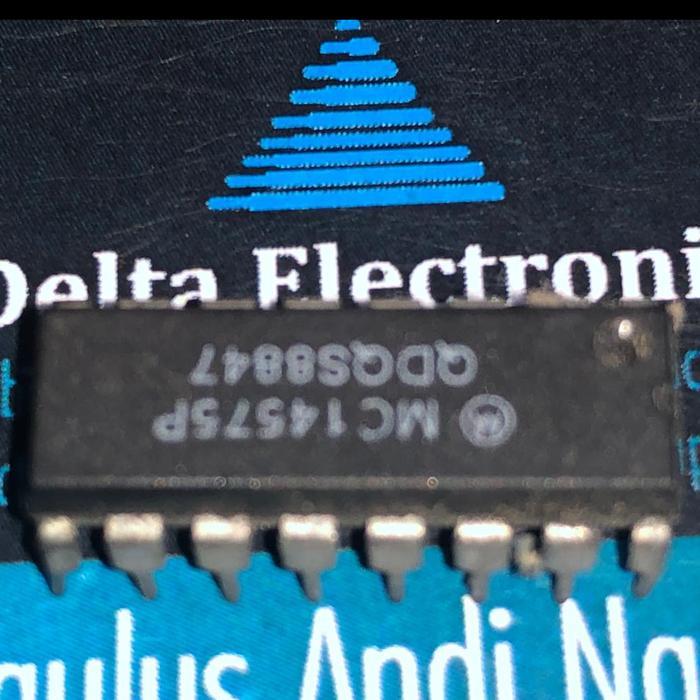 Delta Electroni
MC14575P
QDQS8847
gulus Andi Na